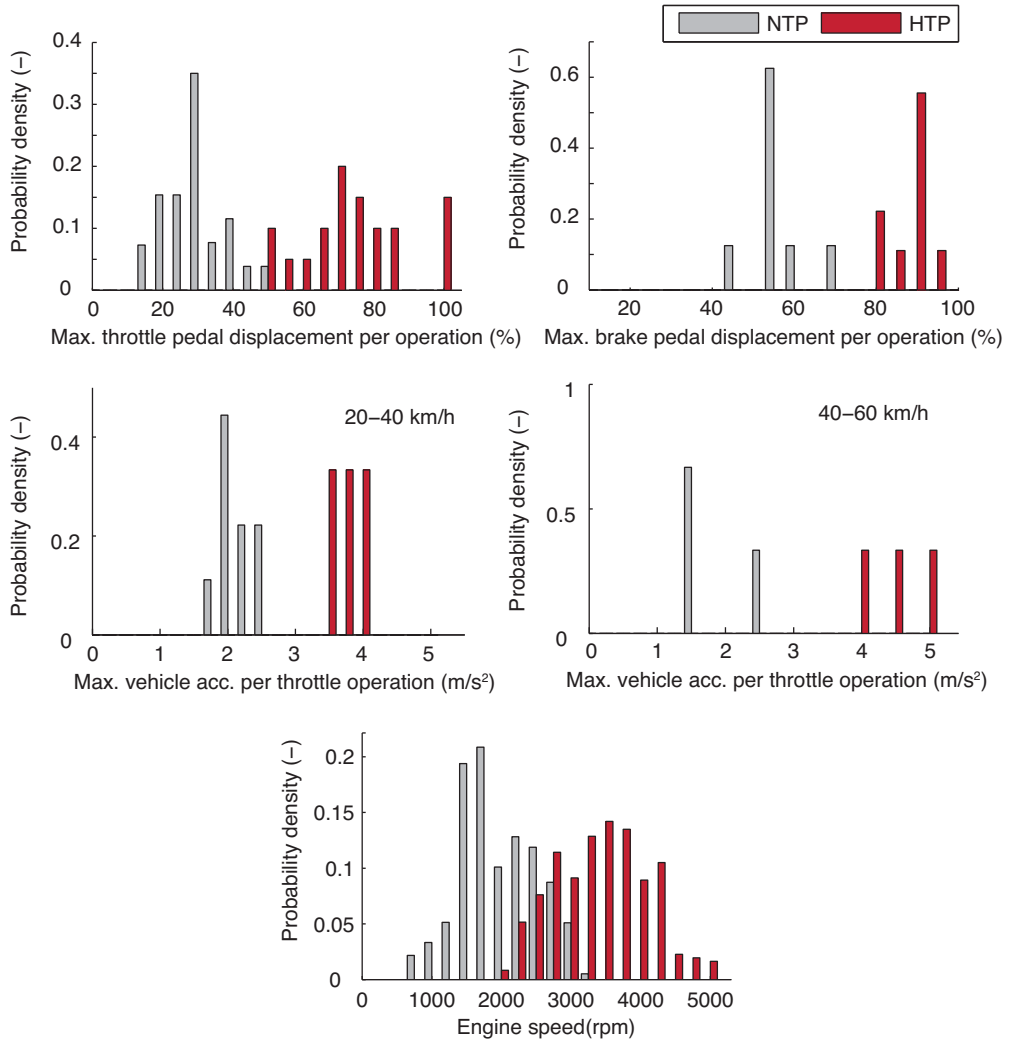 NTP HTP
0.4
0.3
0.2
0.1
0
Probability density (–)
0 20 40 60 80 100
Max. throttle pedal displacement per operation (%)
0.6
0.4
0.2
0
Probability density (–)
20 40 60 80 100
Max. brake pedal displacement per operation (%)
20–40 km/h
0.4
0.2
0
Probability density (–)
0 1 2 3 4 5
Max. vehicle acc. per throttle operation (m/s²)
40–60 km/h
1
0.5
0
Probability density (–)
0 1 2 3 4 5
Max. vehicle acc. per throttle operation (m/s²)
0.2
0.15
0.1
0.05
0
Probability density (–)
0 1000 2000 3000 4000 5000
Engine speed(rpm)